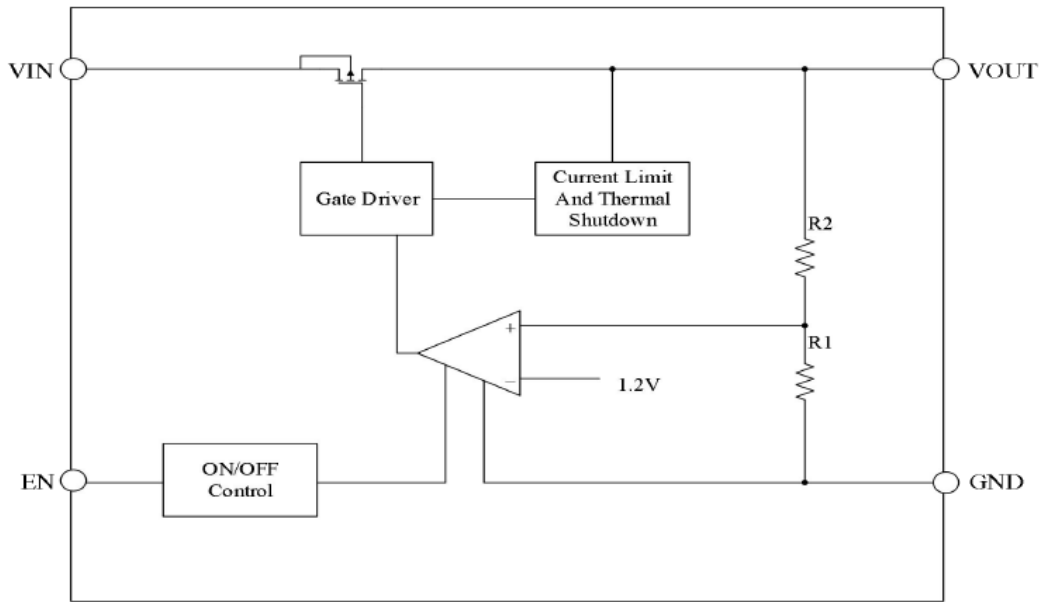 VIN
VOUT
Gate Driver
Current Limit
And Thermal
Shutdown
R2
+
R1
−
1.2V
EN
ON/OFF
Control
GND